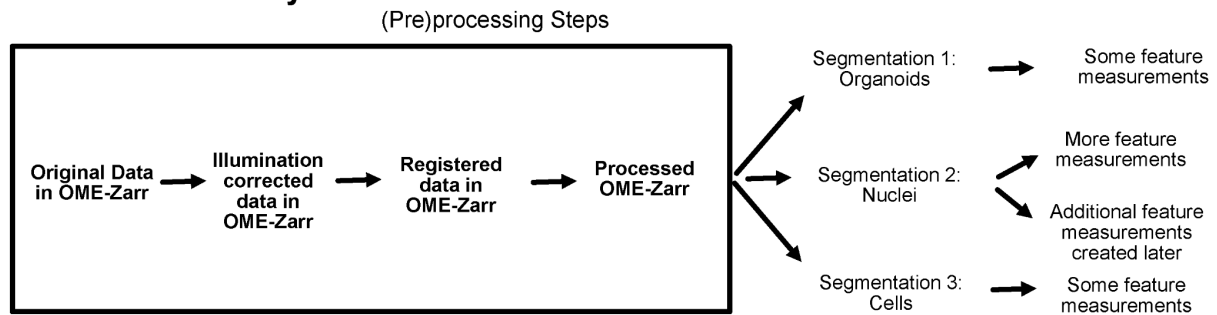 (Pre)processing Steps
Original Data
in OME-Zarr
Illumination
corrected
data in
OME-Zarr
Registered
data in
OME-Zarr
Processed
OME-Zarr
Segmentation 1:
Organoids
Some feature
measurements
Segmentation 2:
Nuclei
More feature
measurements
Additional feature
measurements
created later
Segmentation 3:
Cells
Some feature
measurements